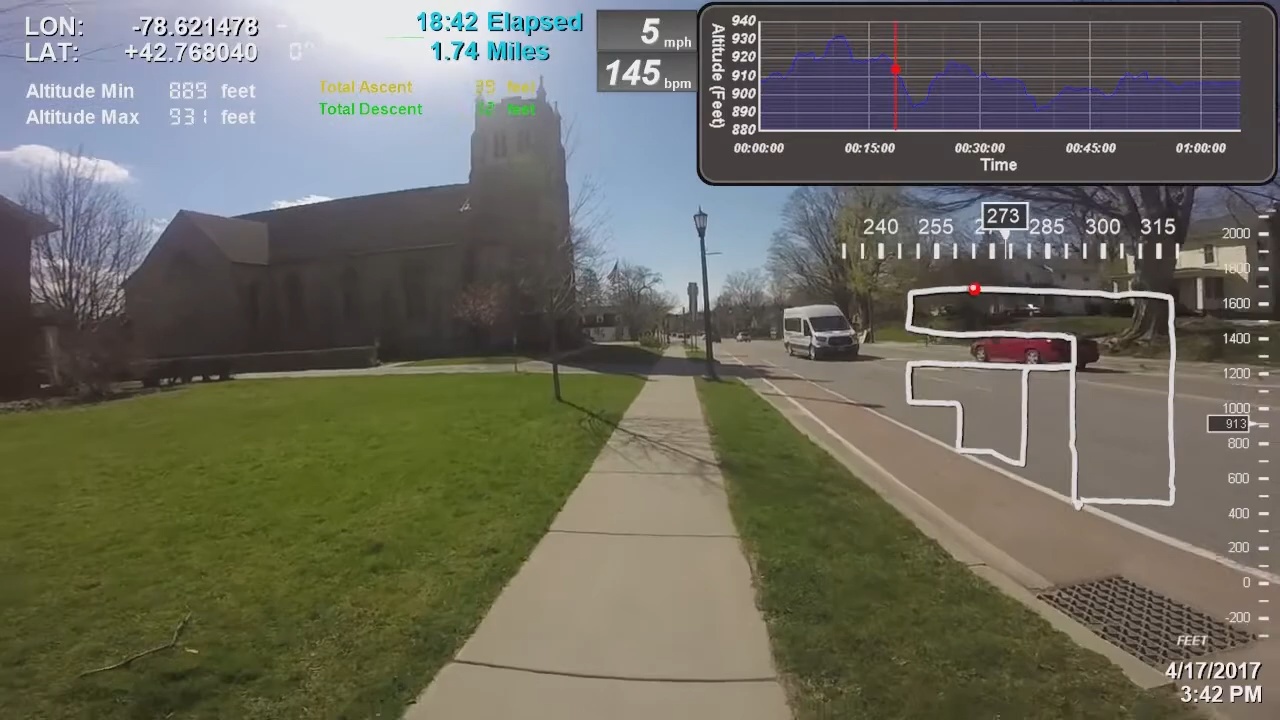 LON: -78.621478
LAT: +42.768040
Altitude Min 889 feet
Altitude Max 931 feet
Total Ascent 39 feet
Total Descent feet
18:42 Elapsed
1.74 Miles
5 mph
145 bpm
Altitude (Feet)
940
930
920
910
900
890
880
00:00:00 00:15:00 00:30:00 00:45:00 01:00:00
Time
273
240 255 285 300 315
2000
1800
1600
1400
1200
1000
913
800
600
400
200
0
-200
FEET
4/17/2017
3:42 PM